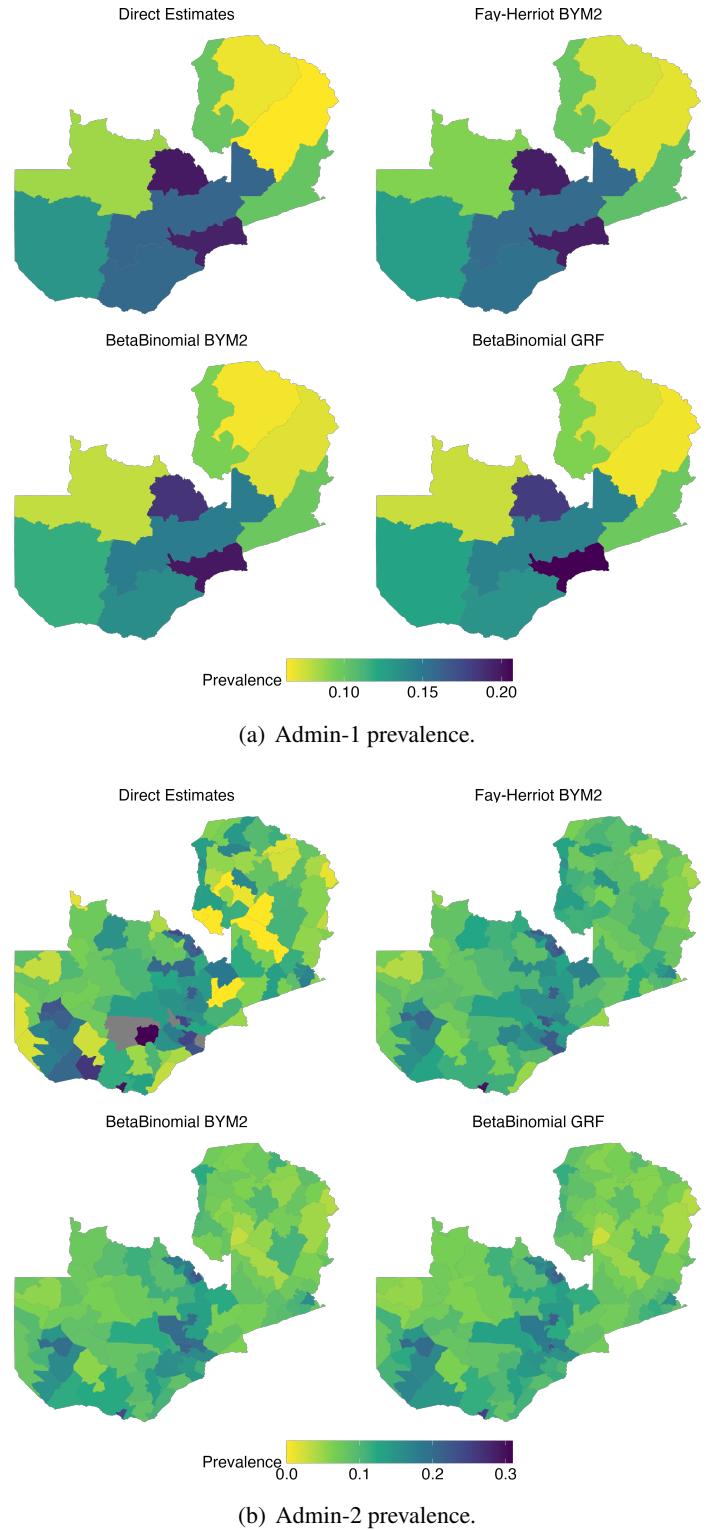 Direct Estimates
Fay-Herriot BYM2
BetaBinomial BYM2
BetaBinomial GRF
Prevalence
0.10 0.15 0.20
(a) Admin-1 prevalence.
Direct Estimates
Fay-Herriot BYM2
BetaBinomial BYM2
BetaBinomial GRF
Prevalence
0.0 0.1 0.2 0.3
(b) Admin-2 prevalence.